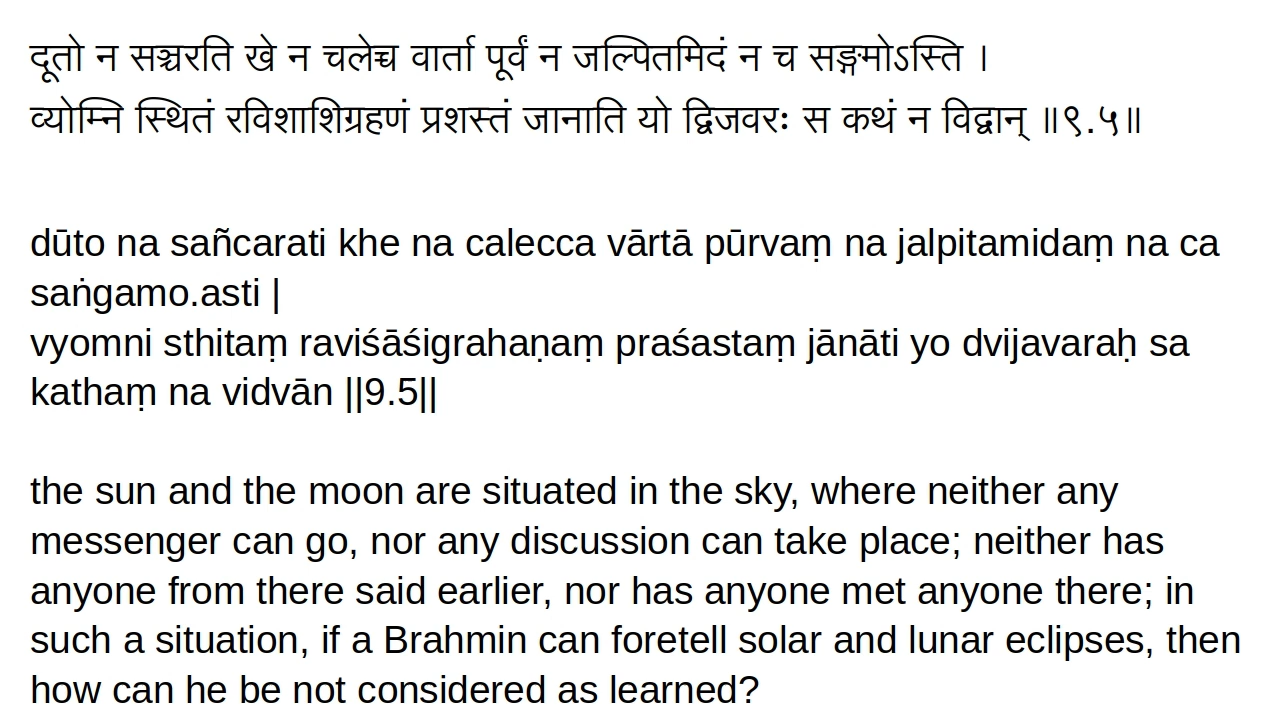 दूतो न सञ्चरति खे न चलेच्च वार्ता पूर्वं न जल्पितमिदं न च सङ्गमोऽस्ति ।
व्योम्नि स्थितं रविशाशिग्रहणं प्रशस्तं जानाति यो द्विजवरः स कथं न विद्वान् ॥९.५॥
dūto na sañcarati khe na calecca vārtā pūrvaṃ na jalpitamidaṃ na ca
saṅgamo.asti |
vyomni sthitaṃ raviśāśigrahaṇaṃ praśastaṃ jānāti yo dvijavaraḥ sa
kathaṃ na vidvān ||9.5||
the sun and the moon are situated in the sky, where neither any
messenger can go, nor any discussion can take place; neither has
anyone from there said earlier, nor has anyone met anyone there; in
such a situation, if a Brahmin can foretell solar and lunar eclipses, then
how can he be not considered as learned?